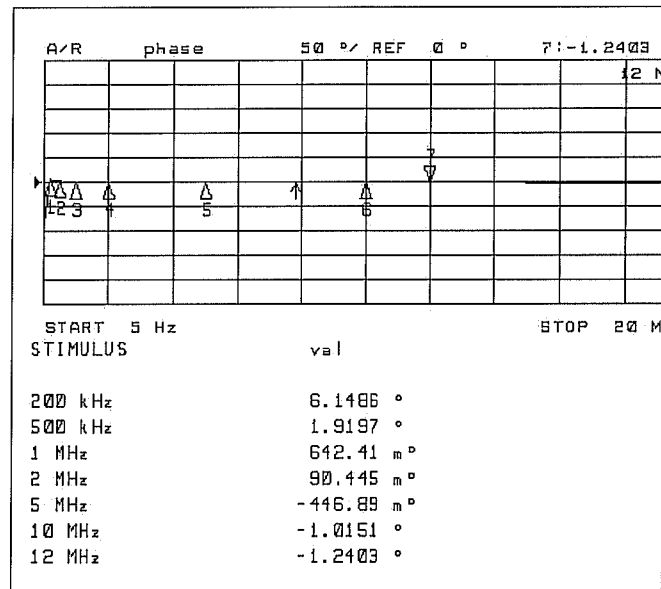 A/R phase 50 °/ REF 0 ° 7:-1.2403
12 M
7
1 2 3 4 5 6
START 5 Hz STOP 20 M
STIMULUS val
200 kHz 6.1486 °
500 kHz 1.9197 °
1 MHz 642.41 m°
2 MHz 90.445 m°
5 MHz -446.89 m°
10 MHz -1.0151 °
12 MHz -1.2403 °